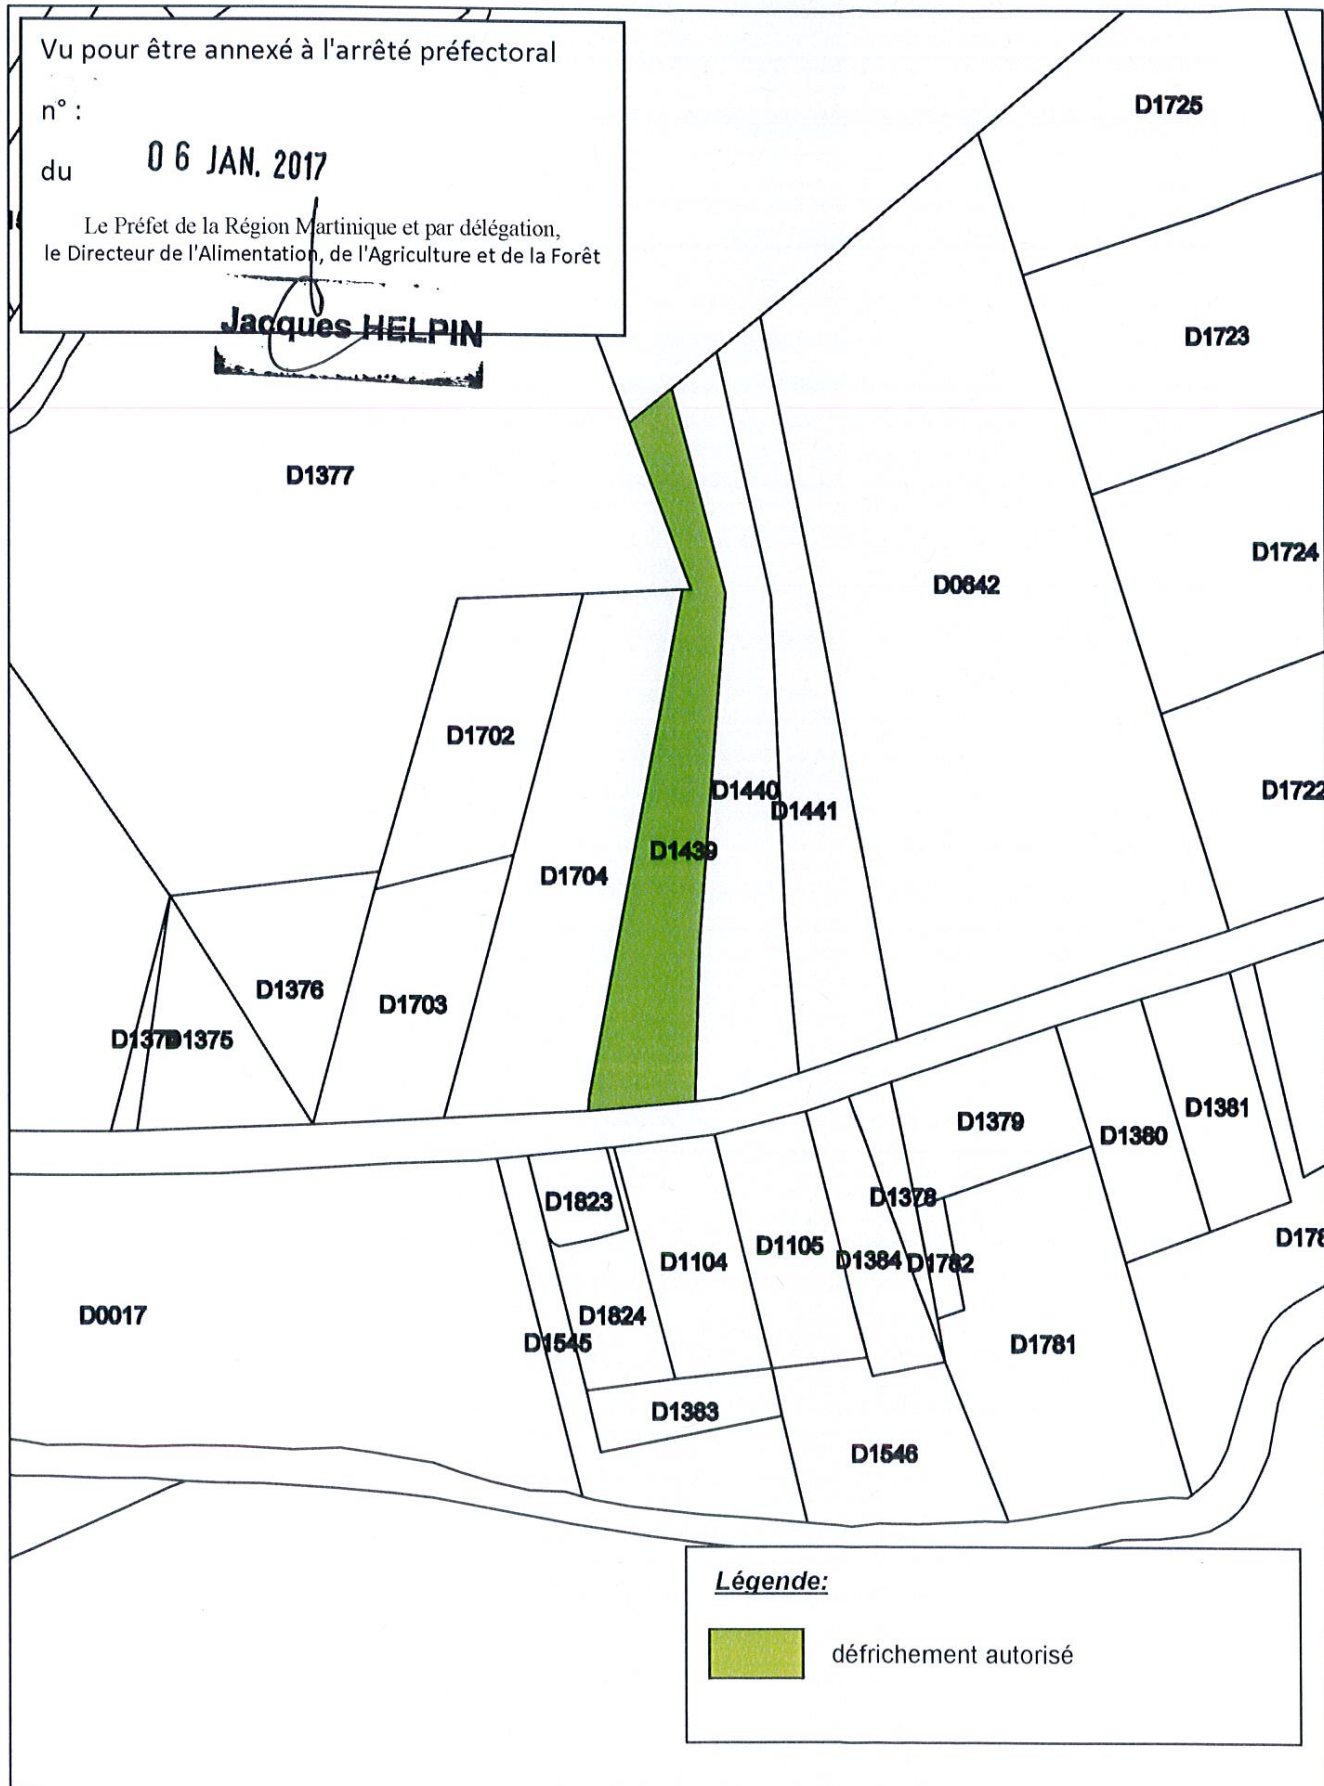 Vu pour être annexé à l'arrêté préfectoral
n° :
du 06 JAN. 2017
Le Préfet de la Région Martinique et par délégation,
le Directeur de l'Alimentation, de l'Agriculture et de la Forêt
Jacques HELPIN
D1725
D1723
D1377
D1724
D0842
D1702
D1440
D1722
D1441
D1439
D1704
D1376
D1703
D1375
D1381
D1379
D1380
D1823
D1378
D1105
D1104
D1384
D1782
D0017
D1824
D1545
D1781
D1383
D1546
Légende:
défrichement autorisé